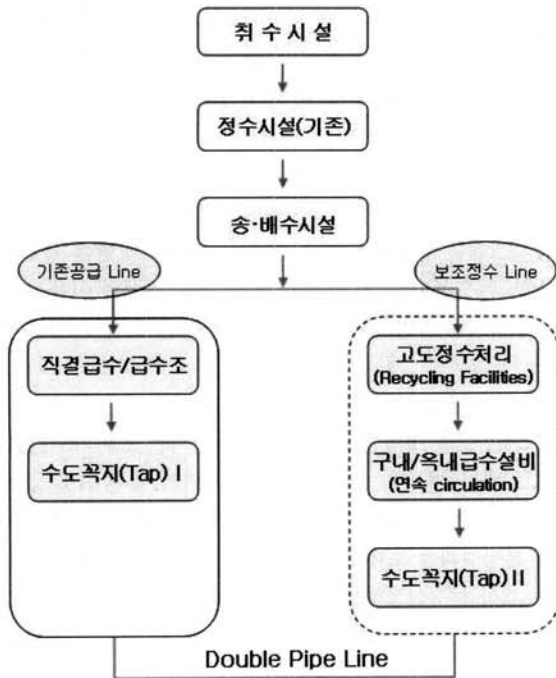 취 수 시 설
정수시설(기존)
송·배수시설
기존공급 Line
보조정수 Line
직결급수/급수조
수도꼭지(Tap) I
고도정수처리
(Recycling Facilities)
구내/옥내급수설비
(연속 circulation)
수도꼭지(Tap) II
Double Pipe Line